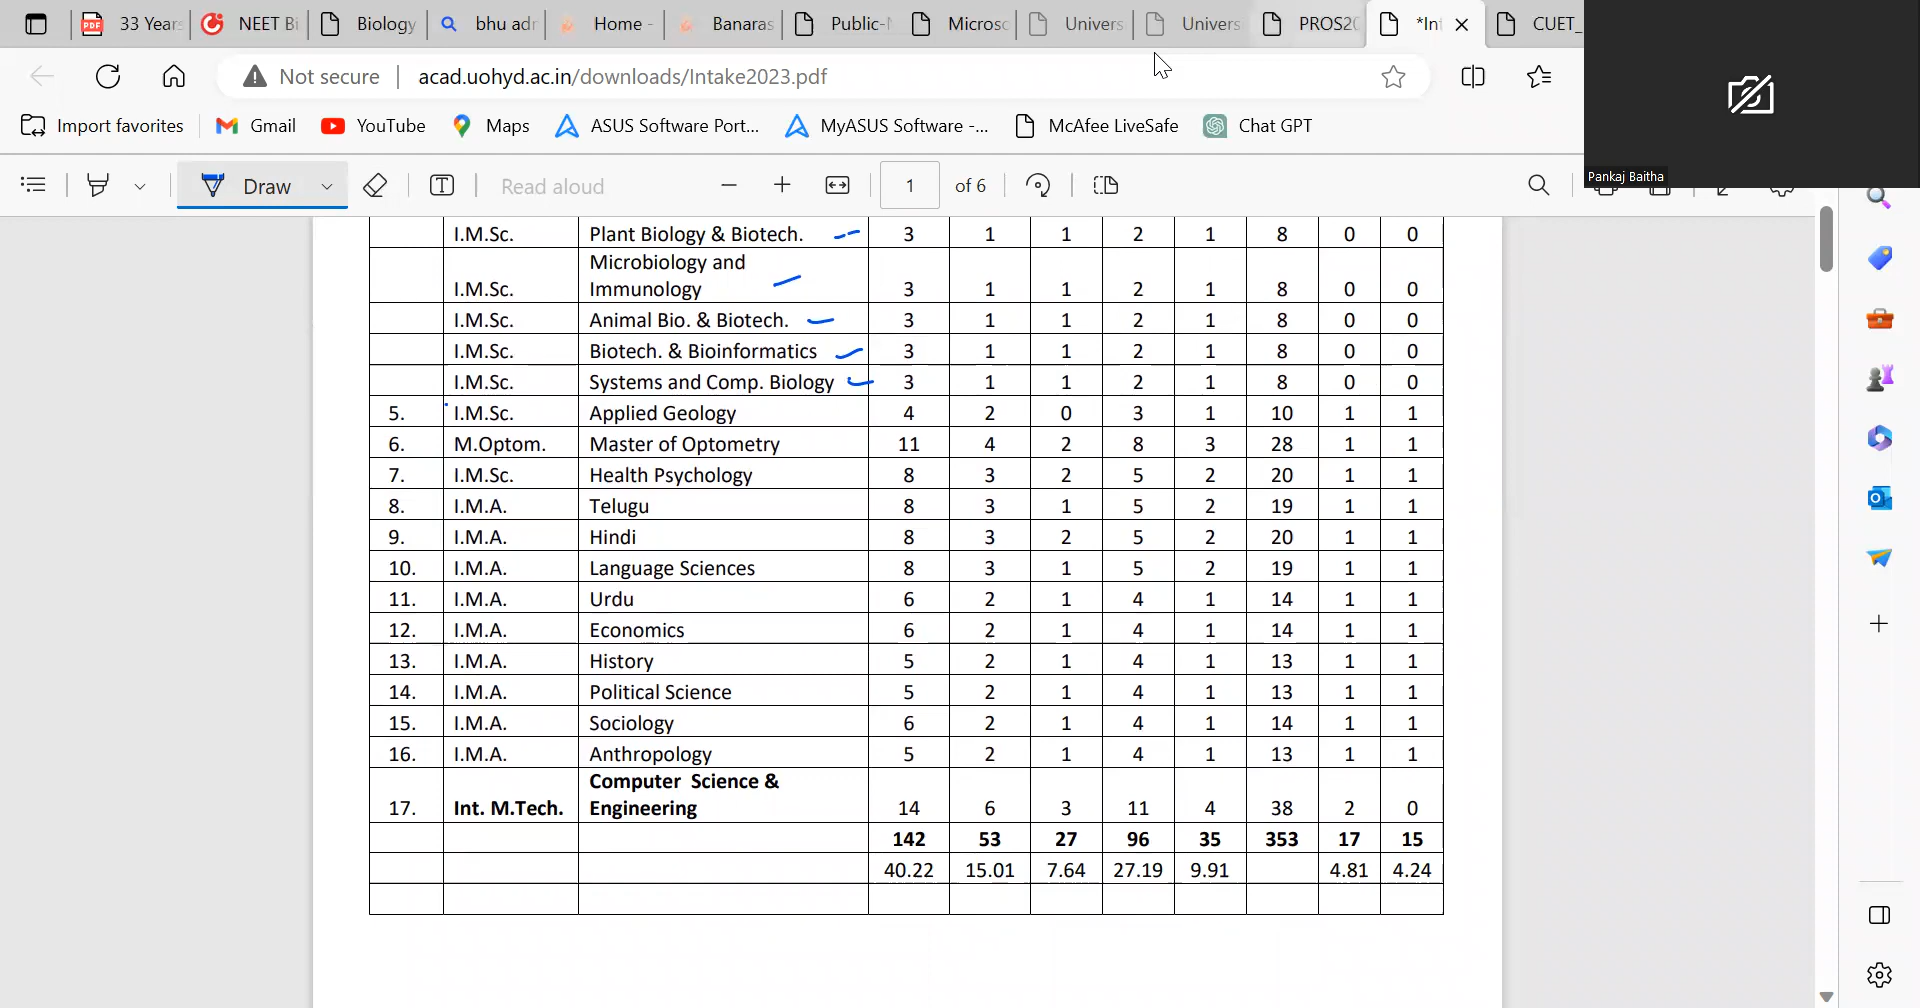 33 Years
NEET Bi
Biology
bhu adm
Home -
Banaras
Public-N
Microso
Univers
Univers
PROS20
*Int
CUET_
Not secure
acad.uohyd.ac.in/downloads/Intake2023.pdf
Import favorites
Gmail
YouTube
Maps
ASUS Software Port...
MyASUS Software -...
McAfee LiveSafe
Chat GPT
Draw
Read aloud
1
of 6
Pankaj Baitha
I.M.Sc. Plant Biology & Biotech. 3 1 1 2 1 8 0 0
Microbiology and
I.M.Sc. Immunology 3 1 1 2 1 8 0 0
I.M.Sc. Animal Bio. & Biotech. 3 1 1 2 1 8 0 0
I.M.Sc. Biotech. & Bioinformatics 3 1 1 2 1 8 0 0
I.M.Sc. Systems and Comp. Biology 3 1 1 2 1 8 0 0
5. I.M.Sc. Applied Geology 4 2 0 3 1 10 1 1
6. M.Optom. Master of Optometry 11 4 2 8 3 28 1 1
7. I.M.Sc. Health Psychology 8 3 2 5 2 20 1 1
8. I.M.A. Telugu 8 3 1 5 2 19 1 1
9. I.M.A. Hindi 8 3 2 5 2 20 1 1
10. I.M.A. Language Sciences 8 3 1 5 2 19 1 1
11. I.M.A. Urdu 6 2 1 4 1 14 1 1
12. I.M.A. Economics 6 2 1 4 1 14 1 1
13. I.M.A. History 5 2 1 4 1 13 1 1
14. I.M.A. Political Science 5 2 1 4 1 13 1 1
15. I.M.A. Sociology 6 2 1 4 1 14 1 1
16. I.M.A. Anthropology 5 2 1 4 1 13 1 1
Computer Science &
17. Int. M.Tech. Engineering 14 6 3 11 4 38 2 0
142 53 27 96 35 353 17 15
40.22 15.01 7.64 27.19 9.91 4.81 4.24